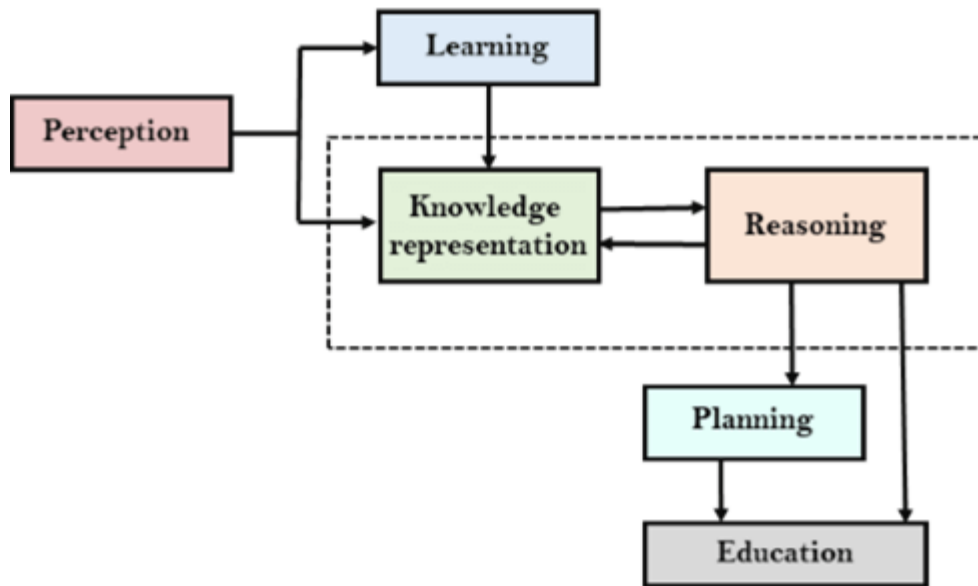 Learning
Perception
Knowledge
representation
Reasoning
Planning
Education